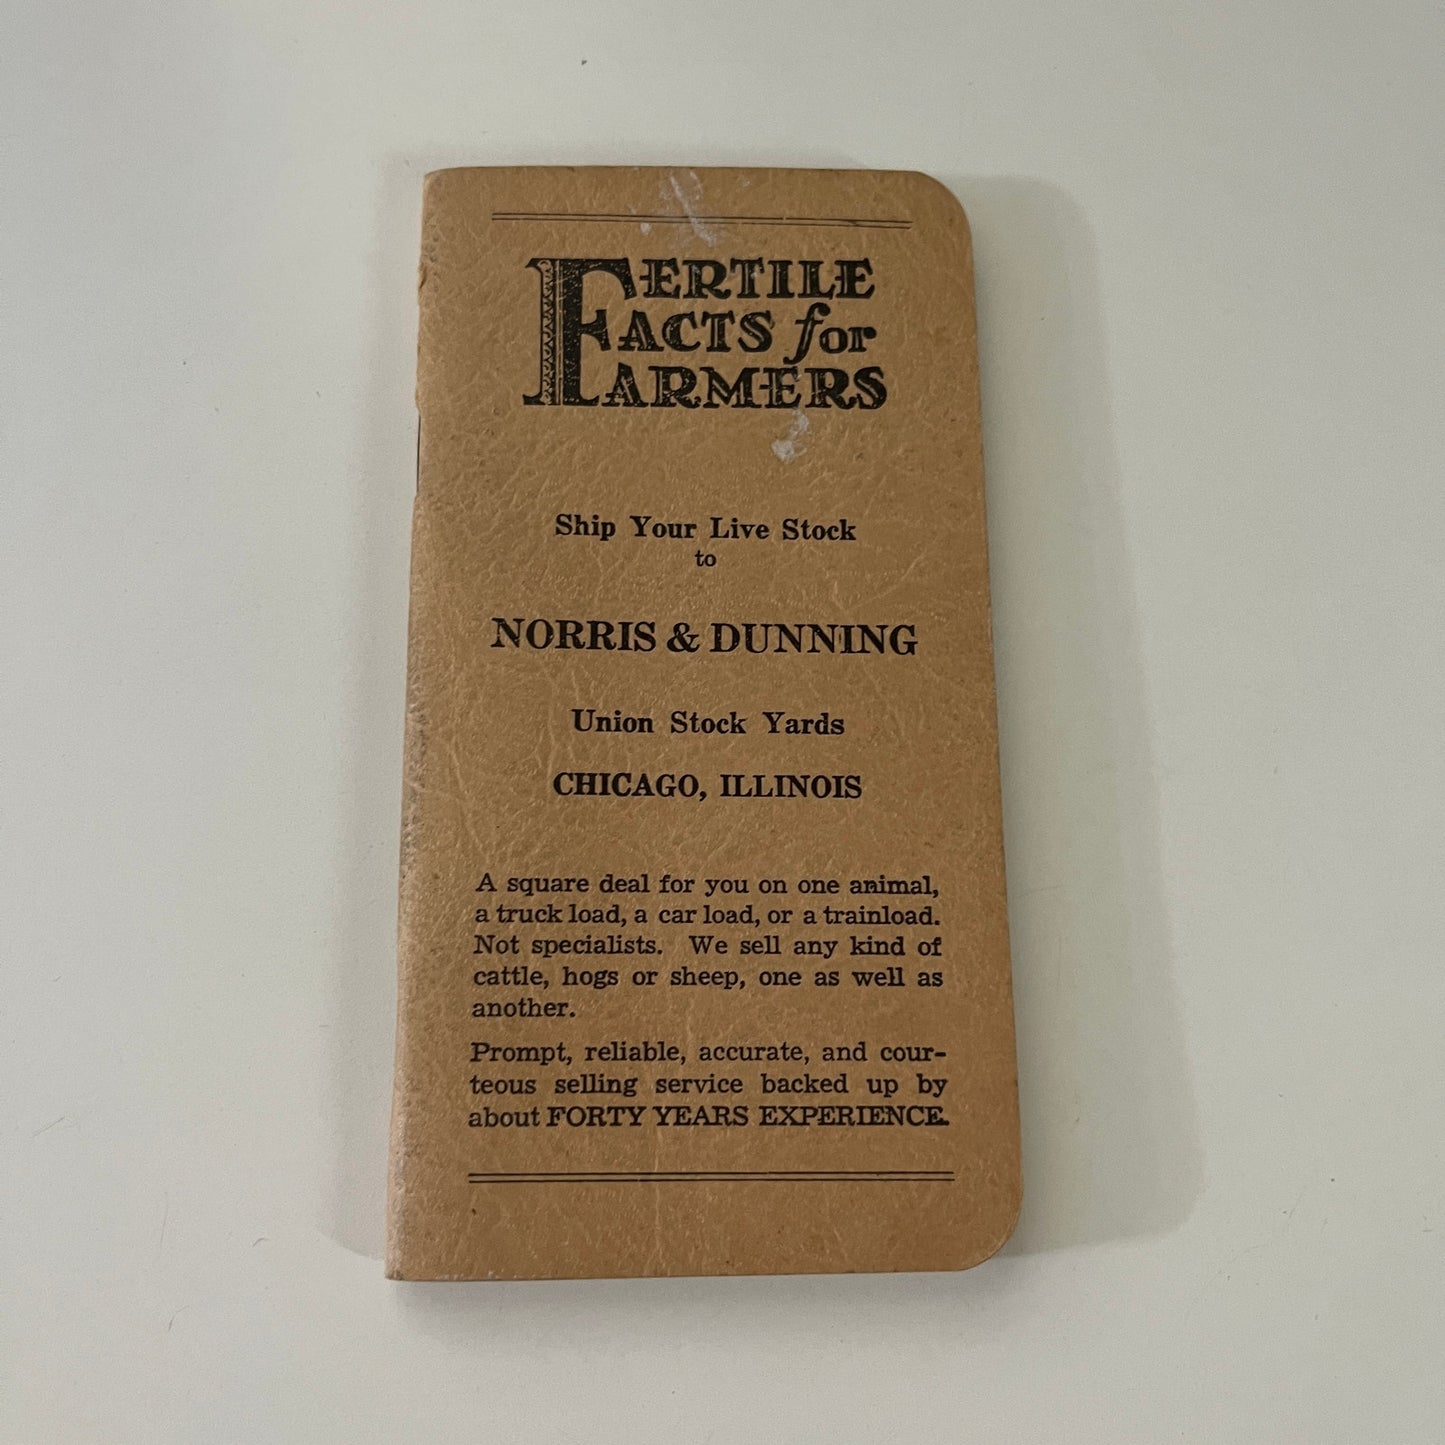 FERTILE
FACTS for
FARMERS
Ship Your Live Stock
to
NORRIS & DUNNING
Union Stock Yards
CHICAGO, ILLINOIS
A square deal for you on one animal,
a truck load, a car load, or a trainload.
Not specialists. We sell any kind of
cattle, hogs or sheep, one as well as
another.
Prompt, reliable, accurate, and cour-
teous selling service backed up by
about FORTY YEARS EXPERIENCE.